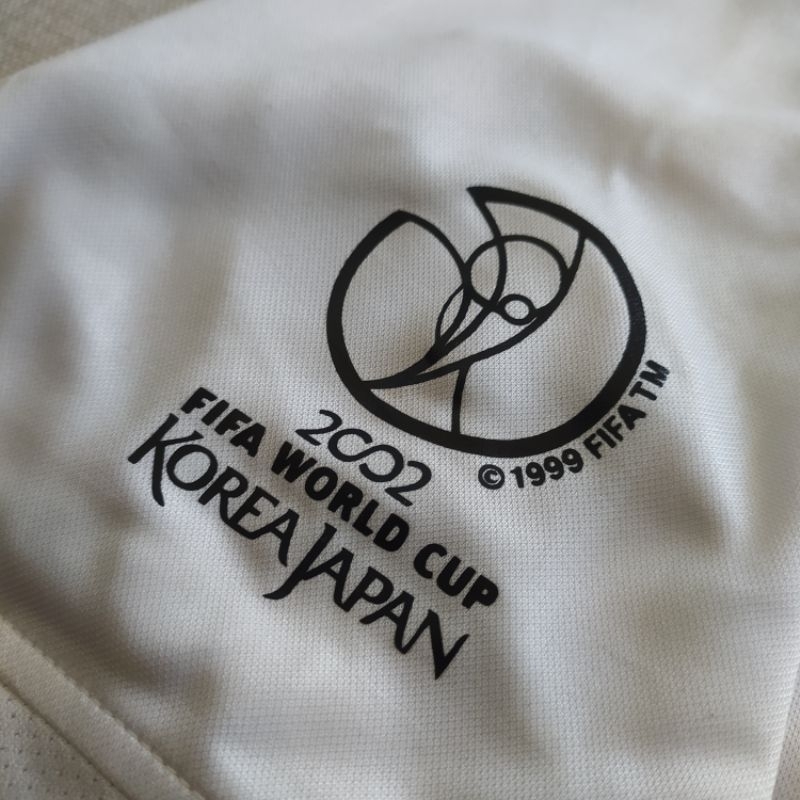 © 1999 FIFA TM
2002
FIFA WORLD CUP
KOREA JAPAN